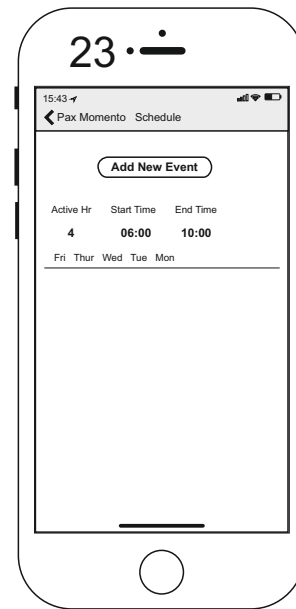 23
15:43
Pax Momento Schedule
Add New Event
Active Hr Start Time End Time
4 06:00 10:00
Fri Thur Wed Tue Mon